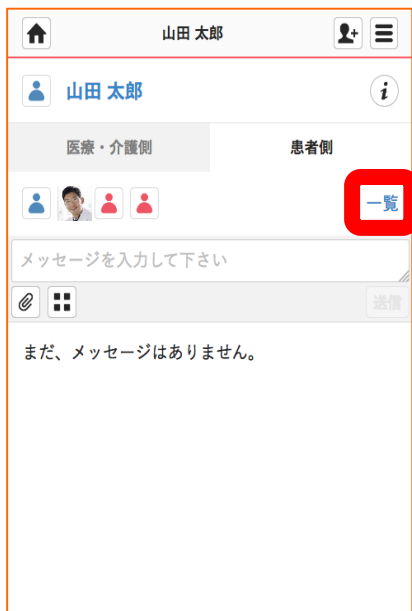 山田 太郎
山田 太郎
i
医療・介護側 患者側
一覧
メッセージを入力して下さい
送信
まだ、メッセージはありません。